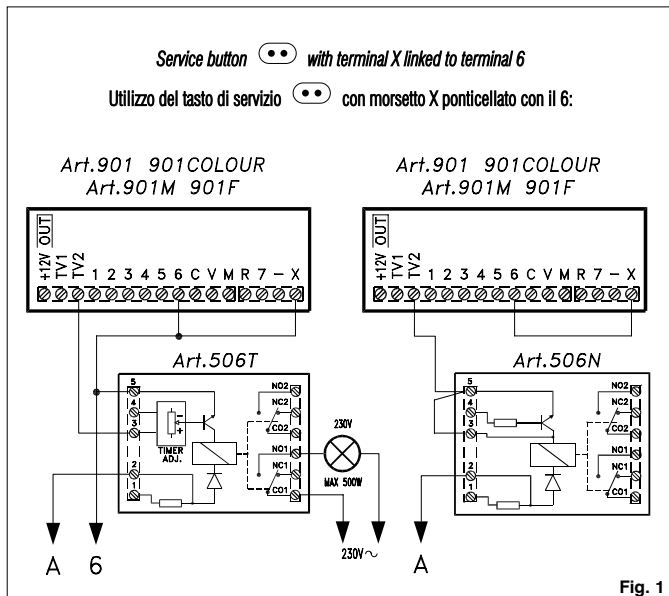 Service button with terminal X linked to terminal 6
Utilizzo del tasto di servizio con morsetto X ponticellato con il 6:
Art.901 901COLOUR
Art.901M 901F
+12V OUT TV1 TV2 1 2 3 4 5 6 C V M R 7 – X
Art.901 901COLOUR
Art.901M 901F
+12V OUT TV1 TV2 1 2 3 4 5 6 C V M R 7 – X
Art.506T
5
4
3
2
1
– +
TIMER
ADJ.
NO2
NC2
CO2
NO1
NC1
CO1
230V
MAX 500W
230V~
A 6
Art.506N
5
4
3
2
1
NO2
NC2
CO2
NO1
NC1
CO1
A
Fig. 1